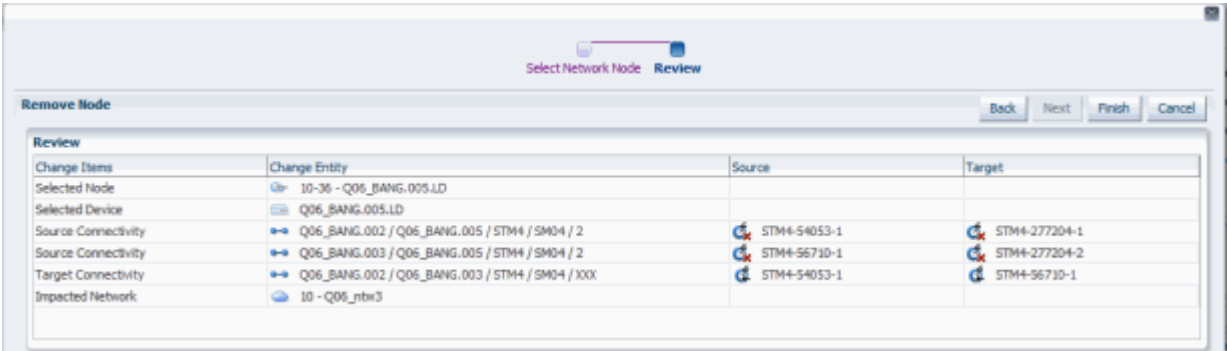 Select Network Node Review
Remove Node
Back Next Finish Cancel
Review
Change Items Change Entity Source Target
Selected Node 10-36 - Q06_BANG.005.LD
Selected Device Q06_BANG.005.LD
Source Connectivity Q06_BANG.002 / Q06_BANG.005 / STM4 / SM04 / 2 STM4-54053-1 STM4-277204-1
Source Connectivity Q06_BANG.003 / Q06_BANG.005 / STM4 / SM04 / 2 STM4-56710-1 STM4-277204-2
Target Connectivity Q06_BANG.002 / Q06_BANG.003 / STM4 / SM04 / XXX STM4-54053-1 STM4-56710-1
Impacted Network 10 - Q06_ntw3